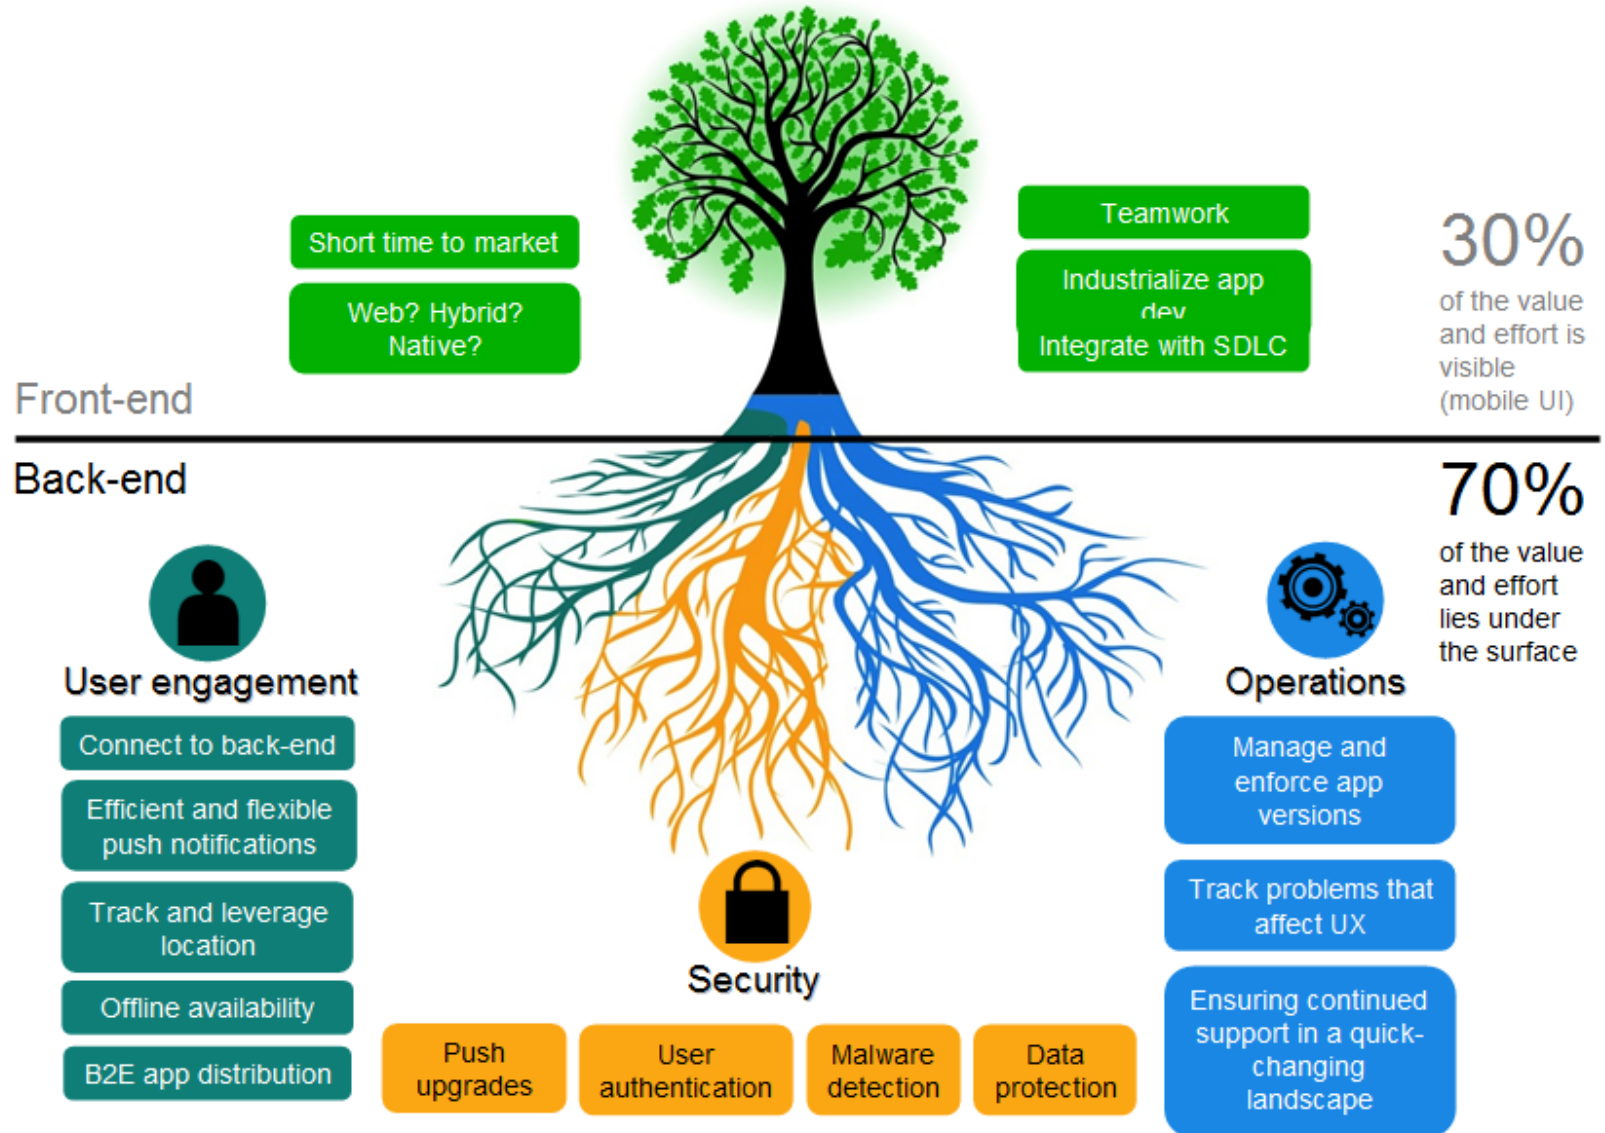 Short time to market
Web? Hybrid?
Native?
Teamwork
Industrialize app
dev
Integrate with SDLC
30%
of the value
and effort is
visible
(mobile UI)
Front-end
Back-end
70%
of the value
and effort
lies under
the surface
User engagement
Connect to back-end
Efficient and flexible
push notifications
Track and leverage
location
Offline availability
B2E app distribution
Security
Push
upgrades
User
authentication
Malware
detection
Data
protection
Operations
Manage and
enforce app
versions
Track problems that
affect UX
Ensuring continued
support in a quick-
changing
landscape